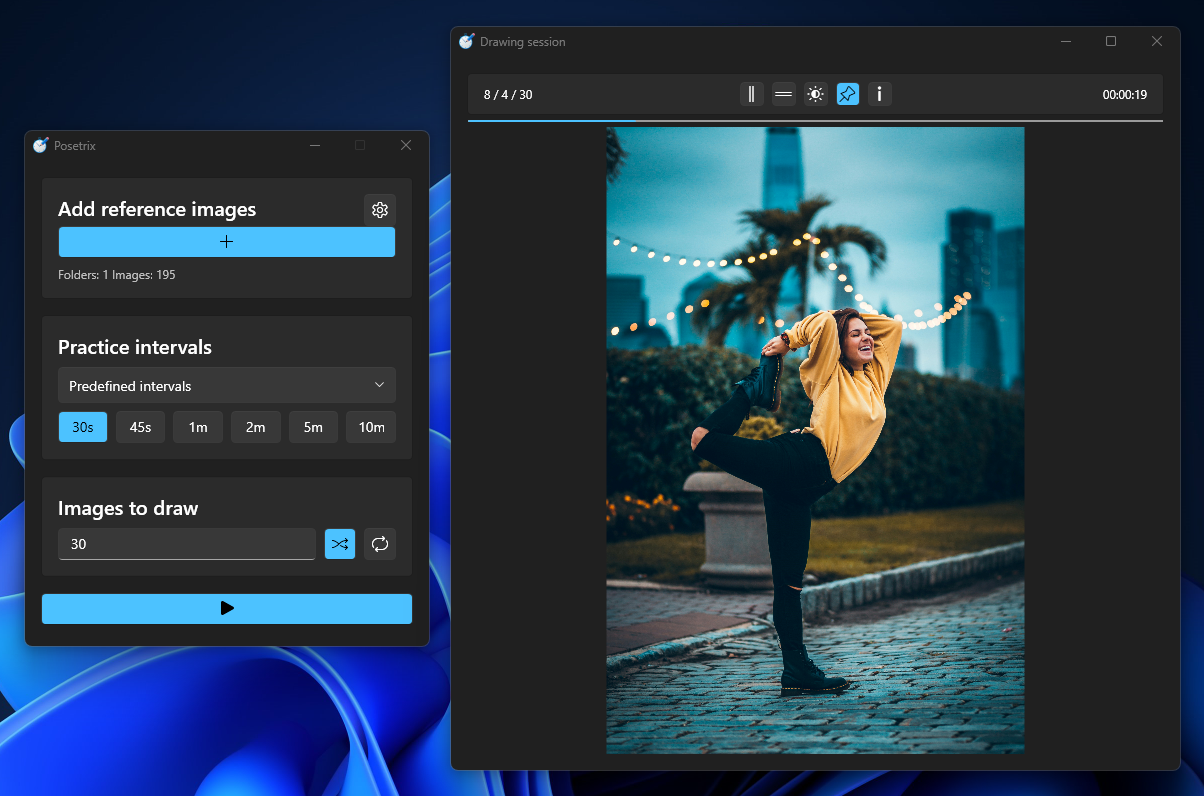 Posetrix
Add reference images
Folders: 1 Images: 195
Practice intervals
Predefined intervals
30s 45s 1m 2m 5m 10m
Images to draw
30
Drawing session
8 / 4 / 30
00:00:19